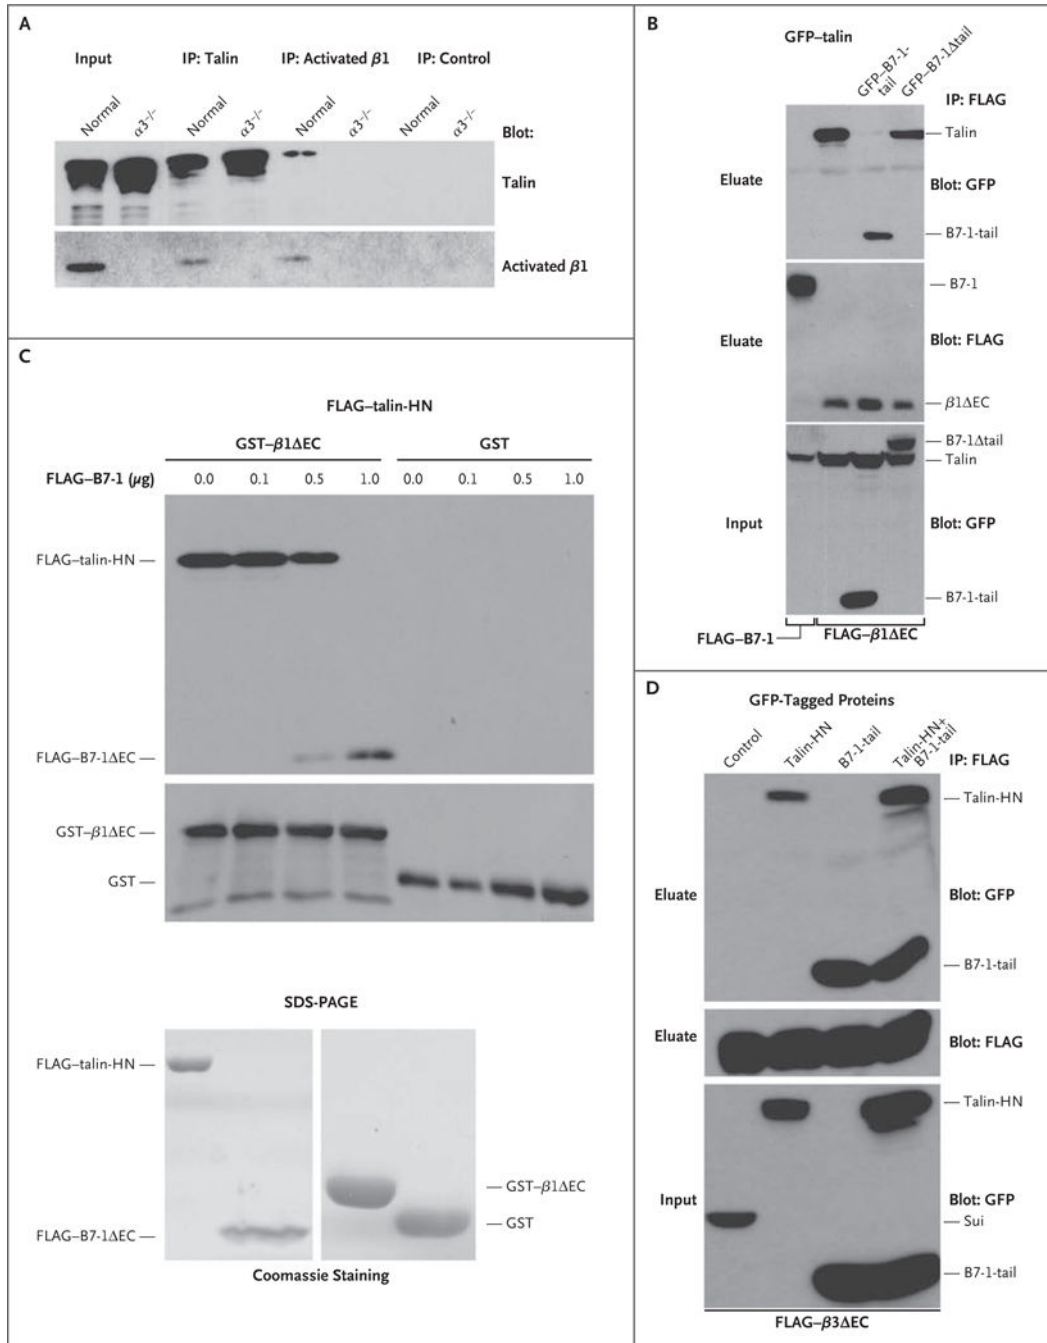 A
Input IP: Talin IP: Activated β1 IP: Control
Normal α3−/− Normal α3−/− Normal α3−/− Normal α3−/− Blot:
Talin
Activated β1
B
GFP–talin
GFP–B7-1-tail GFP–B7-1Δtail
IP: FLAG
Talin
Eluate Blot: GFP
B7-1-tail
B7-1
Eluate Blot: FLAG
β1ΔEC
B7-1Δtail
Talin
Input Blot: GFP
B7-1-tail
FLAG–B7-1 FLAG–β1ΔEC
C
FLAG–talin-HN
GST–β1ΔEC GST
FLAG–B7-1 (μg) 0.0 0.1 0.5 1.0 0.0 0.1 0.5 1.0
FLAG–talin-HN
FLAG–B7-1ΔEC
GST–β1ΔEC
GST
SDS-PAGE
FLAG–talin-HN
GST–β1ΔEC
GST
FLAG–B7-1ΔEC
Coomassie Staining
D
GFP-Tagged Proteins
Control Talin-HN B7-1-tail Talin-HN+ B7-1-tail
IP: FLAG
Talin-HN
Eluate Blot: GFP
B7-1-tail
Eluate Blot: FLAG
Talin-HN
Input Blot: GFP
Sui
B7-1-tail
FLAG–β3ΔEC